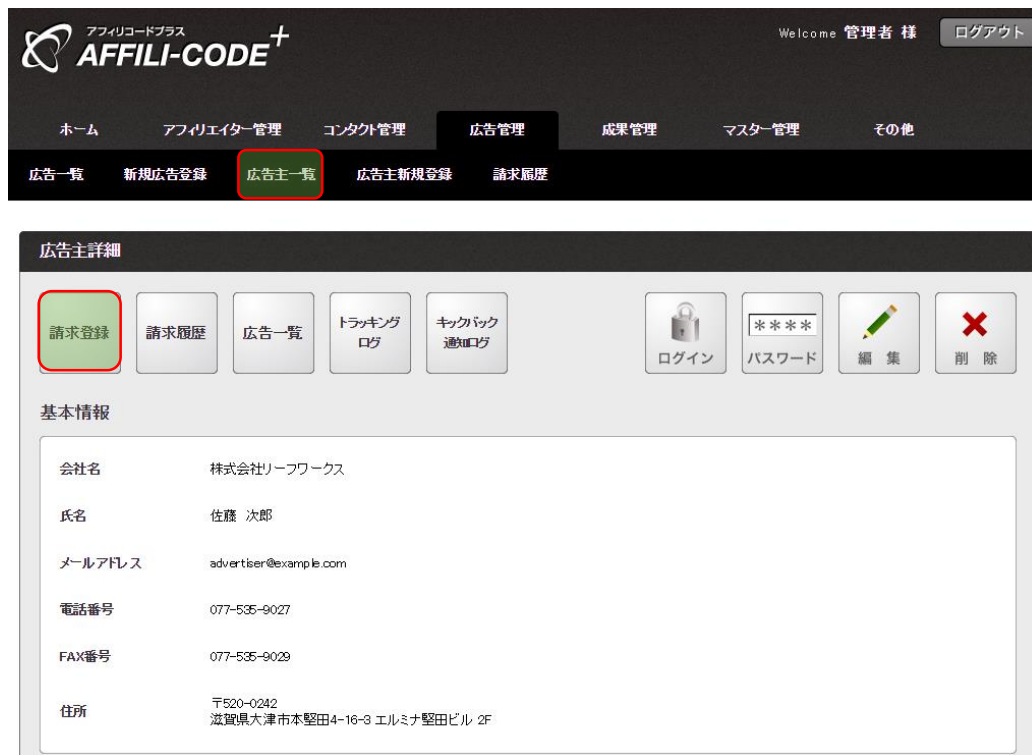 アフィリコードプラス
AFFILI-CODE+
Welcome 管理者 様
ログアウト
ホーム アフィリエイター管理 コンタクト管理 広告管理 成果管理 マスター管理 その他
広告一覧 新規広告登録 広告主一覧 広告主新規登録 請求履歴
広告主詳細
請求登録
請求履歴
広告一覧
トラッキング
ログ
キックバック
通知ログ
ログイン
****
パスワード
編 集
削 除
基本情報
会社名 株式会社リーフワークス
氏名 佐藤 次郎
メールアドレス advertiser@example.com
電話番号 077-535-9027
FAX番号 077-535-9029
住所 〒520-0242
滋賀県大津市本堅田4-16-3 エルミナ堅田ビル 2F